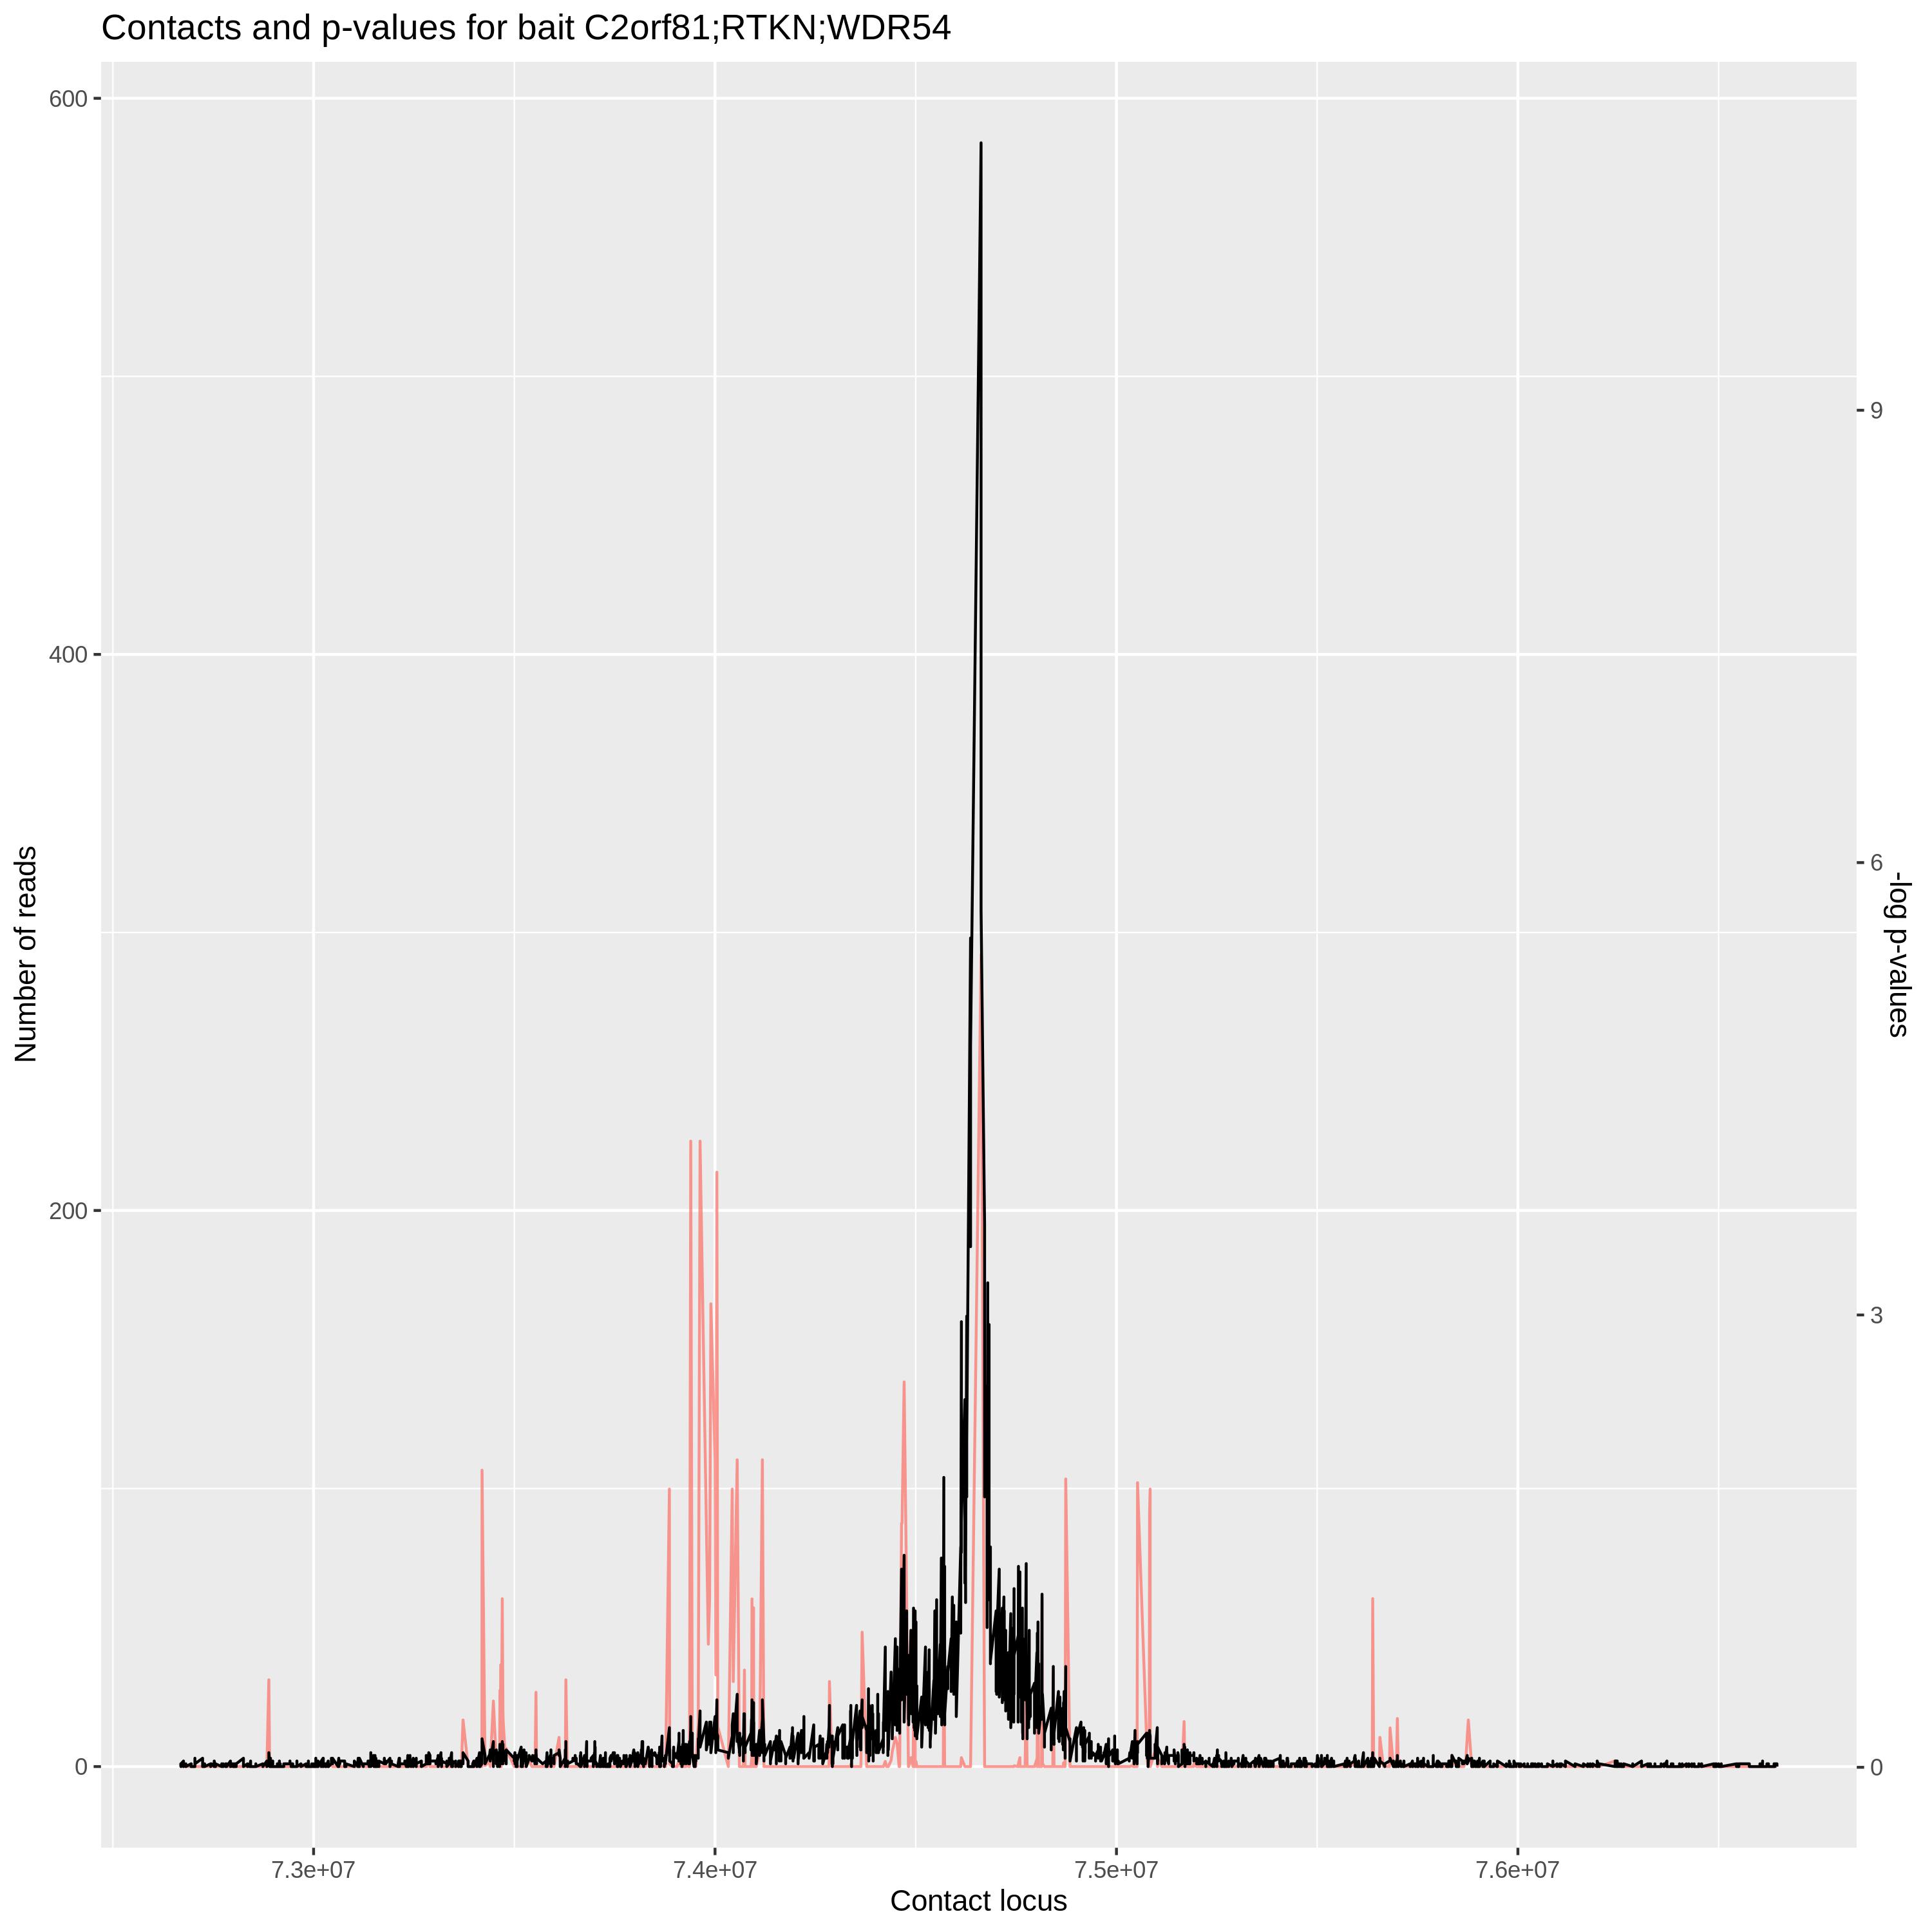 Contacts and p-values for bait C2orf81;RTKN;WDR54
600
400
200
0
Number of reads
9
6
3
0
-log p-values
7.3e+07
7.4e+07
7.5e+07
7.6e+07
Contact locus